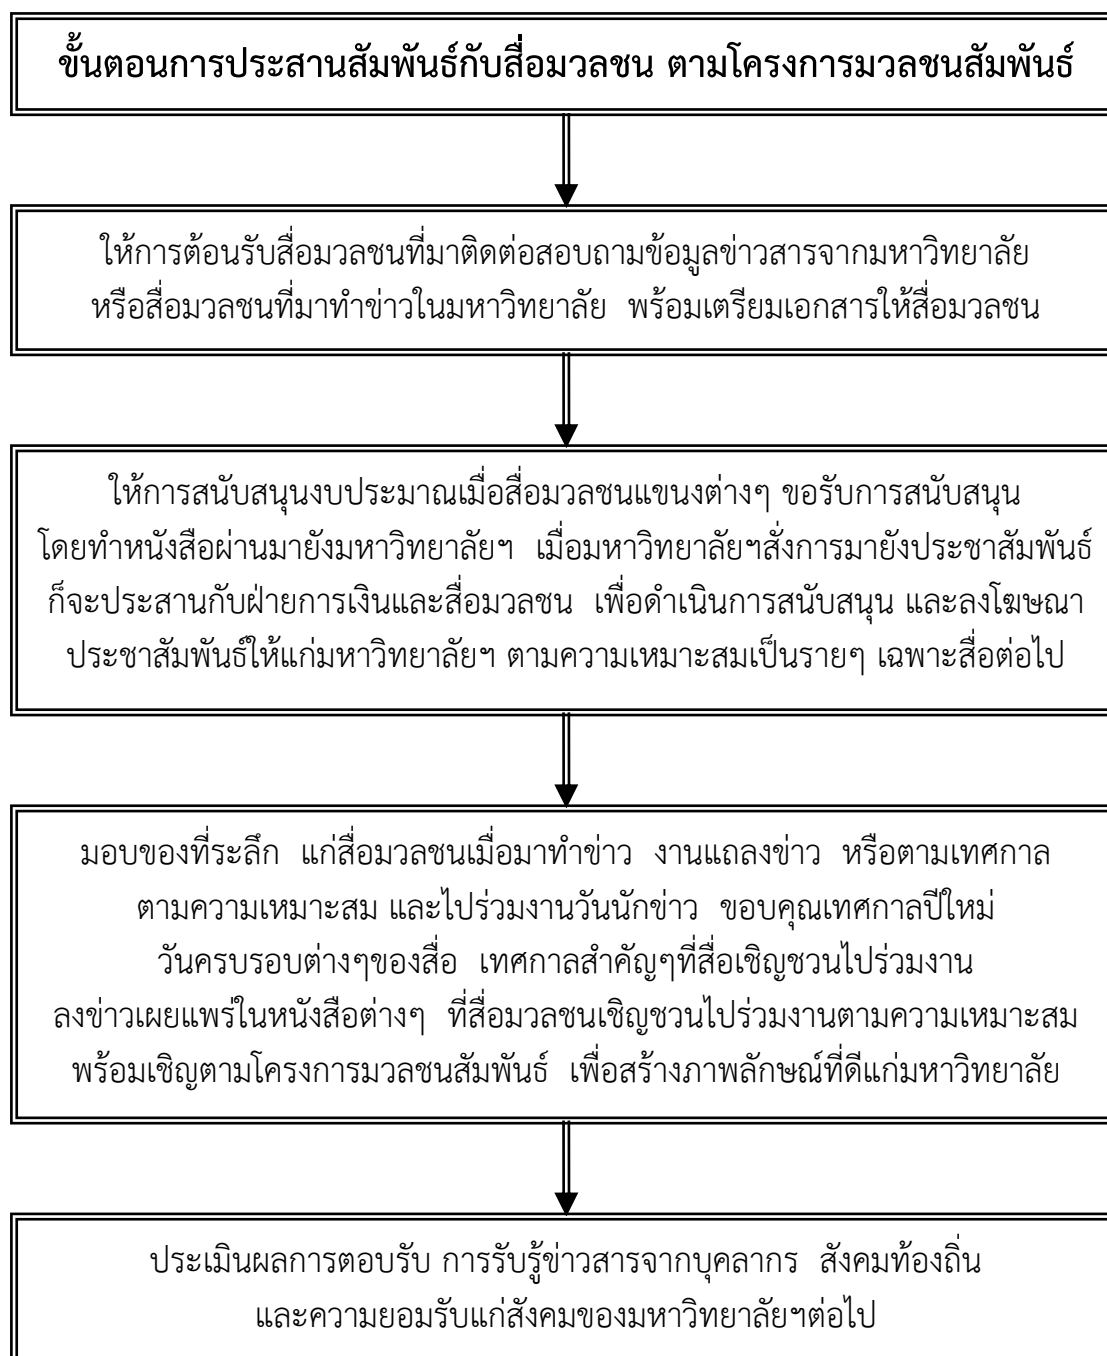 ขั้นตอนการประสานสัมพันธ์กับสื่อมวลชน ตามโครงการมวลชนสัมพันธ์
ให้การต้อนรับสื่อมวลชนที่มาติดต่อสอบถามข้อมูลข่าวสารจากมหาวิทยาลัย
หรือสื่อมวลชนที่มาทำข่าวในมหาวิทยาลัย พร้อมเตรียมเอกสารให้สื่อมวลชน
ให้การสนับสนุนงบประมาณเมื่อสื่อมวลชนแขนงต่างๆ ขอรับการสนับสนุน
โดยทำหนังสือผ่านมายังมหาวิทยาลัยฯ เมื่อมหาวิทยาลัยฯสั่งการมายังประชาสัมพันธ์
ก็จะประสานกับฝ่ายการเงินและสื่อมวลชน เพื่อดำเนินการสนับสนุน และลงโฆษณา
ประชาสัมพันธ์ให้แก่มหาวิทยาลัยฯ ตามความเหมาะสมเป็นรายๆ เฉพาะสื่อต่อไป
มอบของที่ระลึก แก่สื่อมวลชนเมื่อมาทำข่าว งานแถลงข่าว หรือตามเทศกาล
ตามความเหมาะสม และไปร่วมงานวันนักข่าว ขอบคุณเทศกาลปีใหม่
วันครบรอบต่างๆของสื่อ เทศกาลสำคัญๆที่สื่อเชิญชวนไปร่วมงาน
ลงข่าวเผยแพร่ในหนังสือต่างๆ ที่สื่อมวลชนเชิญชวนไปร่วมงานตามความเหมาะสม
พร้อมเชิญตามโครงการมวลชนสัมพันธ์ เพื่อสร้างภาพลักษณ์ที่ดีแก่มหาวิทยาลัย
ประเมินผลการตอบรับ การรับรู้ข่าวสารจากบุคลากร สังคมท้องถิ่น
และความยอมรับแก่สังคมของมหาวิทยาลัยฯต่อไป